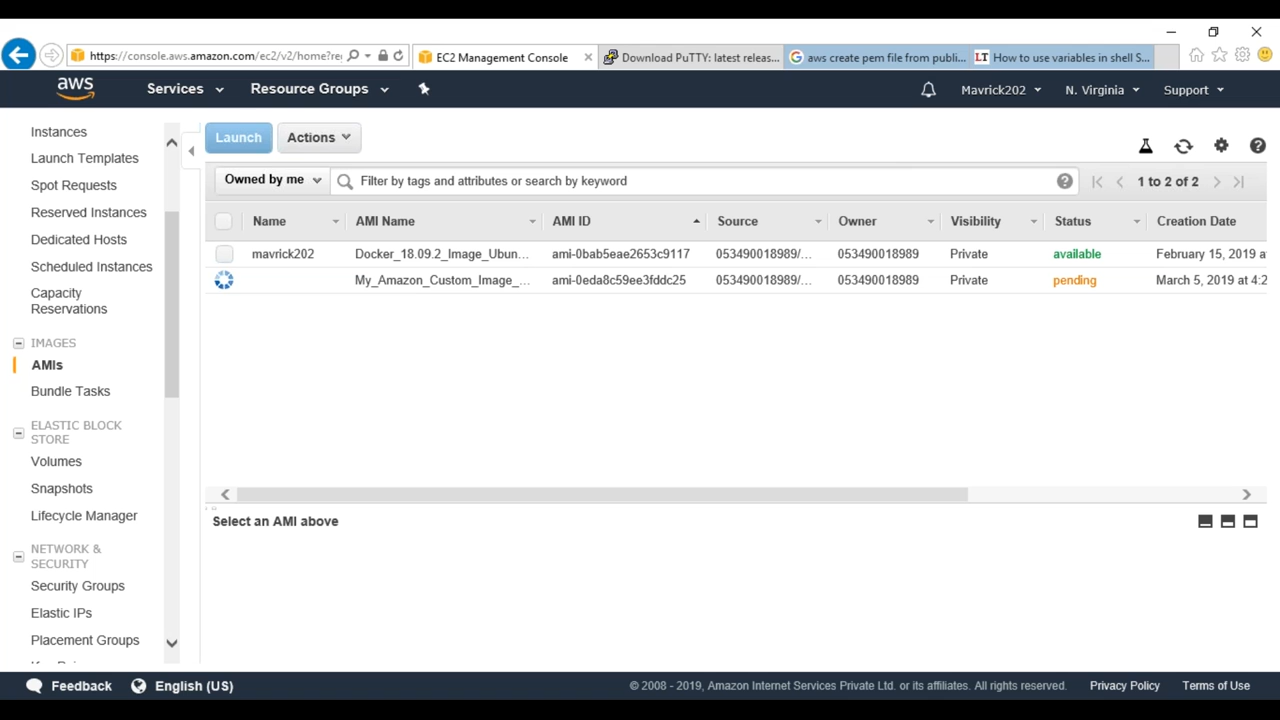 https://console.aws.amazon.com/ec2/v2/home?re
EC2 Management Console
Download PuTTY: latest releas...
aws create pem file from publi...
How to use variables in shell S...
aws
Services
Resource Groups
Mavrick202
N. Virginia
Support
Instances
Launch Templates
Spot Requests
Reserved Instances
Dedicated Hosts
Scheduled Instances
Capacity
Reservations
IMAGES
AMIs
Bundle Tasks
ELASTIC BLOCK
STORE
Volumes
Snapshots
Lifecycle Manager
NETWORK &
SECURITY
Security Groups
Elastic IPs
Placement Groups
Launch
Actions
Owned by me
Filter by tags and attributes or search by keyword
1 to 2 of 2
Name AMI Name AMI ID Source Owner Visibility Status Creation Date
mavrick202 Docker_18.09.2_Image_Ubun... ami-0bab5eae2653c9117 053490018989/... 053490018989 Private available February 15, 2019 a
My_Amazon_Custom_Image_... ami-0eda8c59ee3fddc25 053490018989/... 053490018989 Private pending March 5, 2019 at 4:2
Select an AMI above
Feedback
English (US)
© 2008 - 2019, Amazon Internet Services Private Ltd. or its affiliates. All rights reserved.
Privacy Policy
Terms of Use